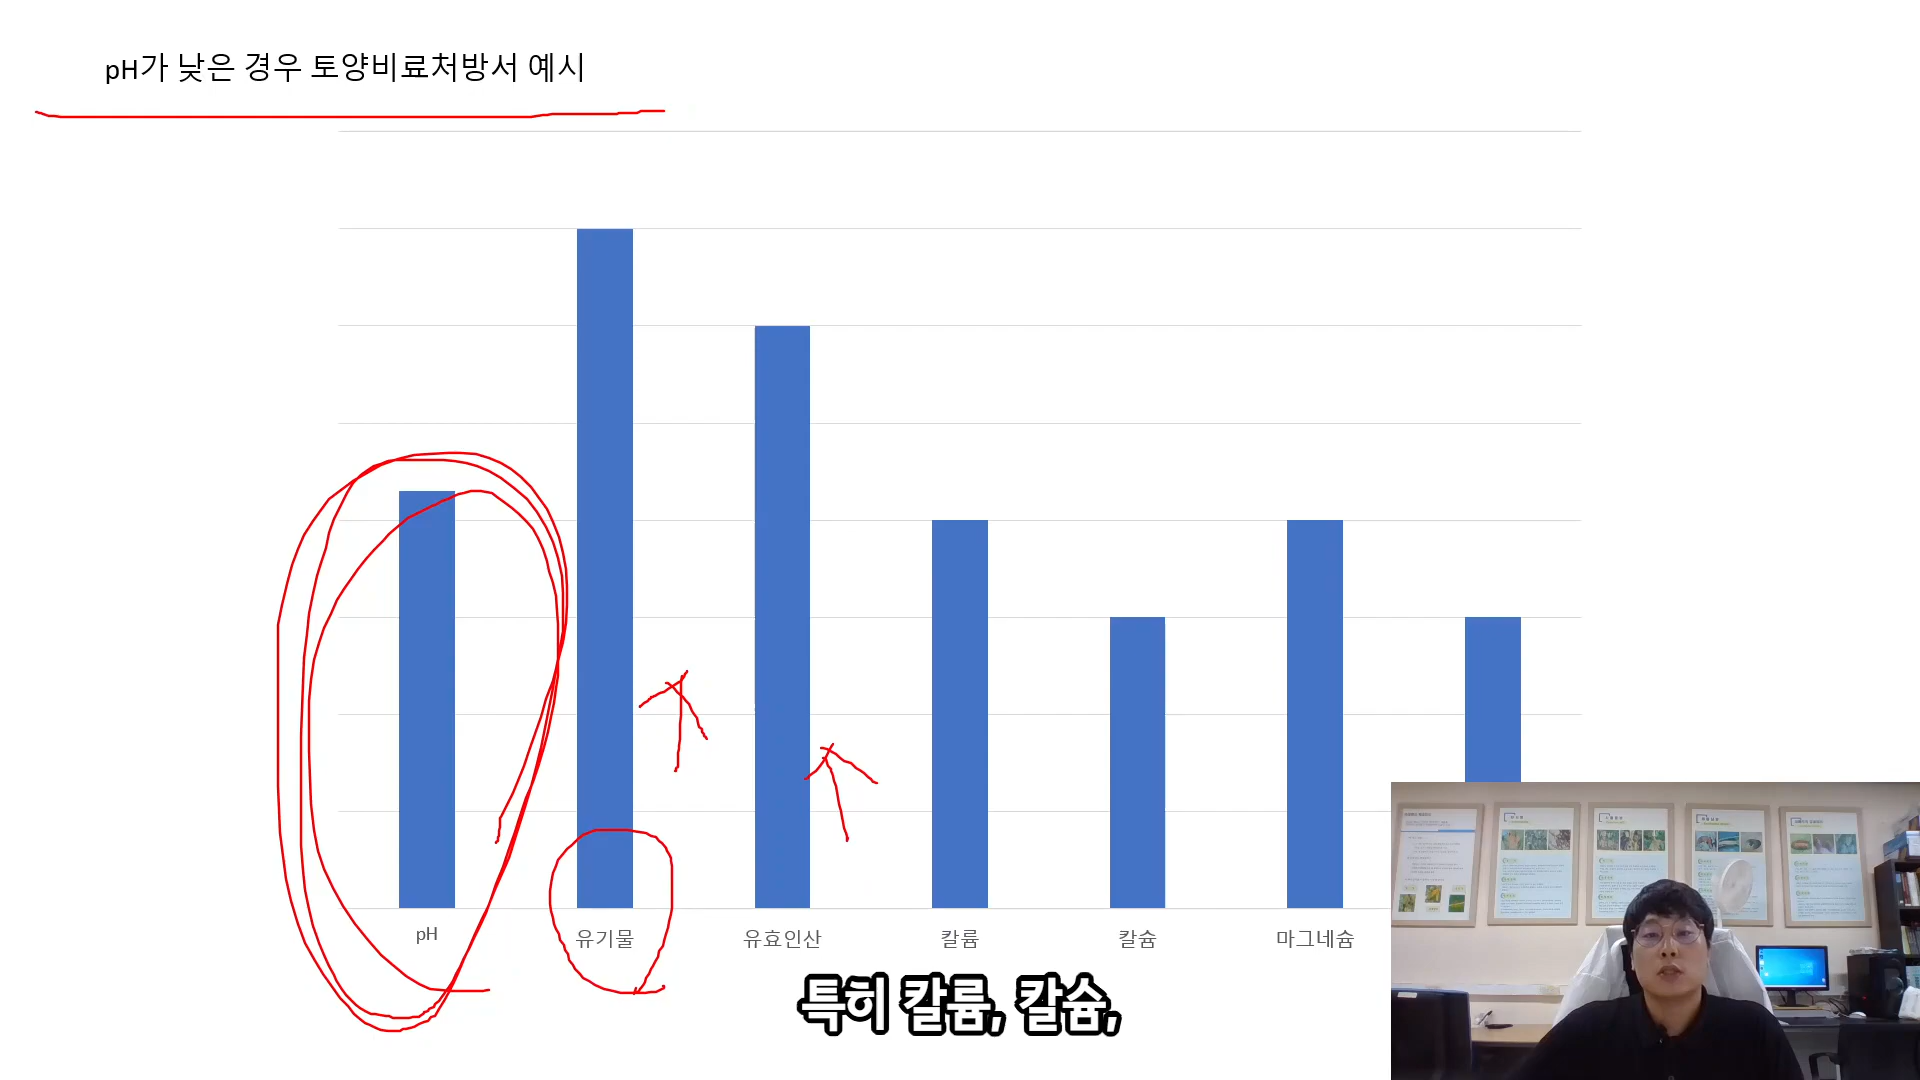 pH가 낮은 경우 토양비료처방서 예시
pH
유기물
유효인산
칼륨
칼슘
마그네슘
특히 칼륨, 칼슘,